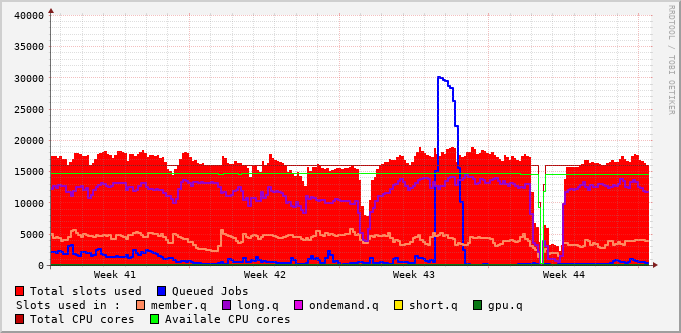 40000
35000
30000
25000
20000
15000
10000
5000
0
Week 41 Week 42 Week 43 Week 44
RRDTOOL / TOBI OETIKER
Total slots used Queued Jobs
Slots used in : member.q long.q ondemand.q short.q gpu.q
Total CPU cores Availale CPU cores